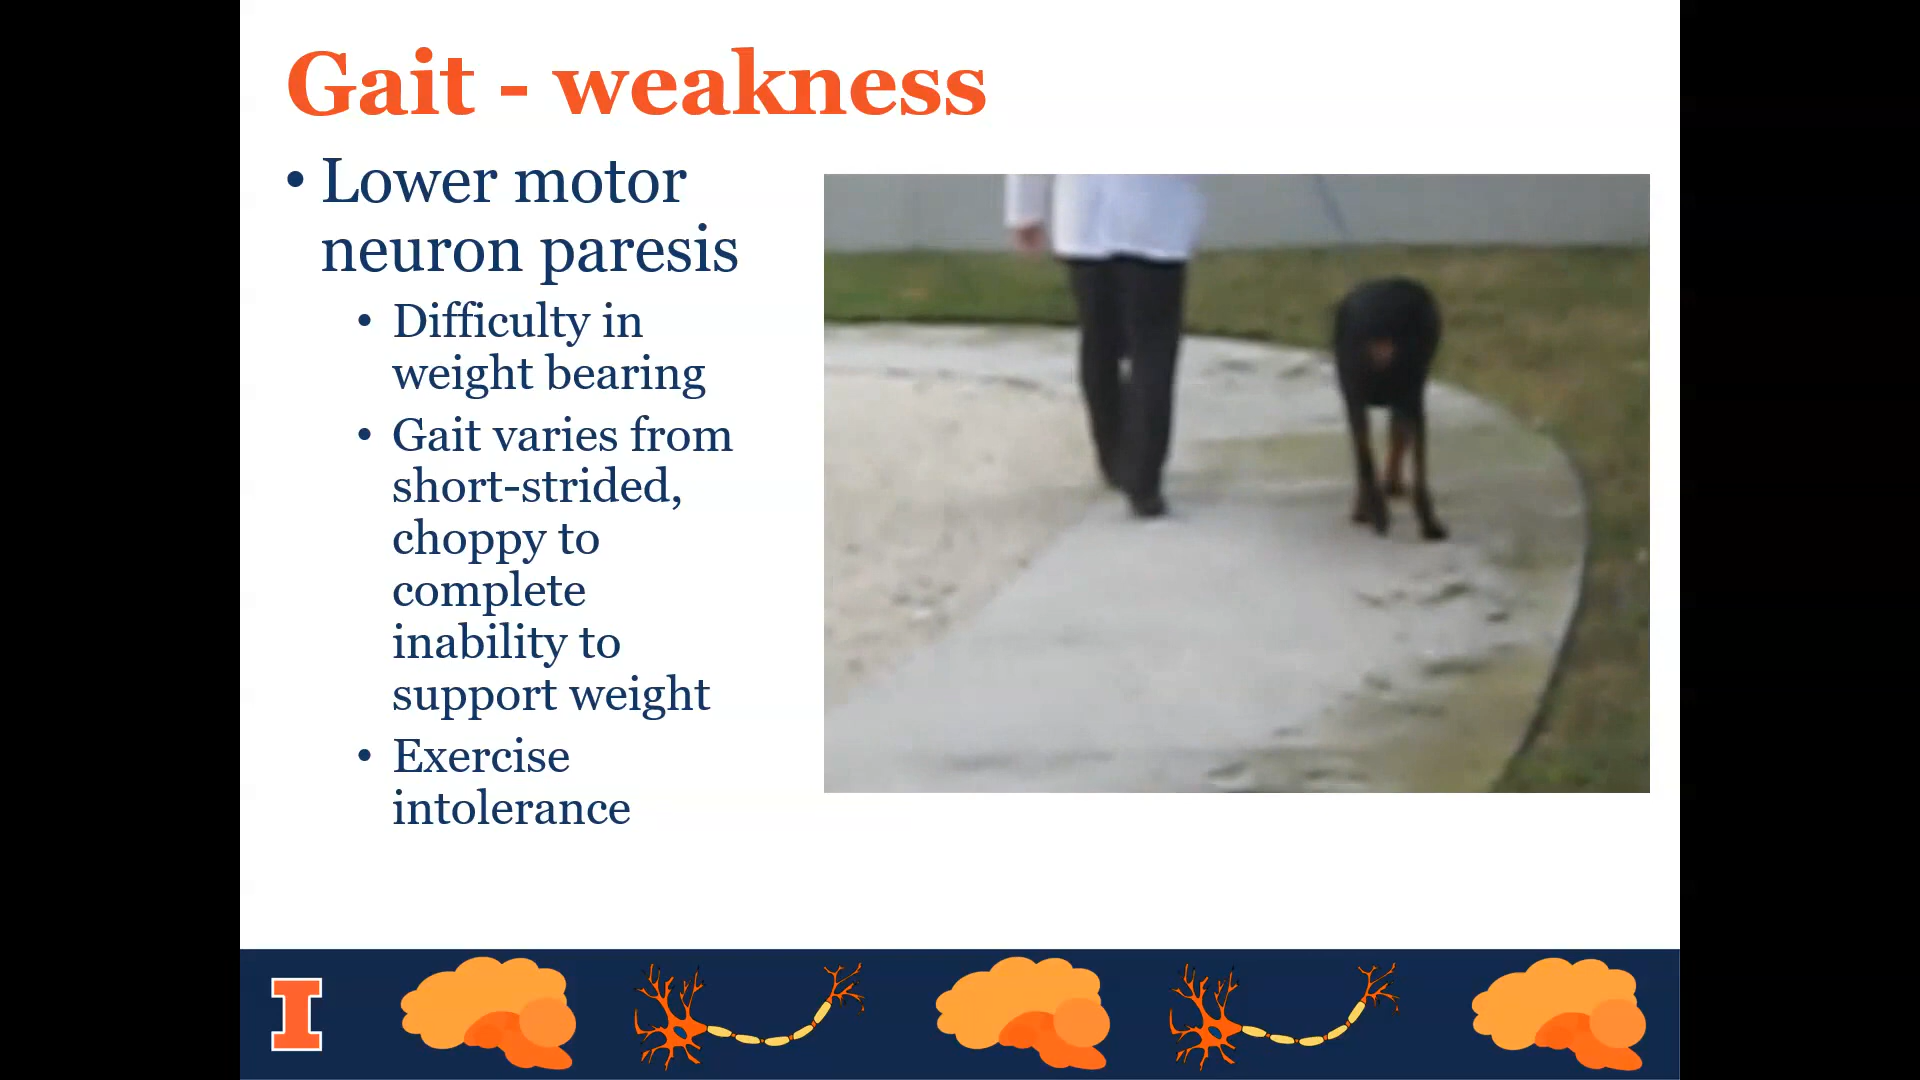 Gait - weakness
• Lower motor
neuron paresis
• Difficulty in
weight bearing
• Gait varies from
short-strided,
choppy to
complete
inability to
support weight
• Exercise
intolerance
I